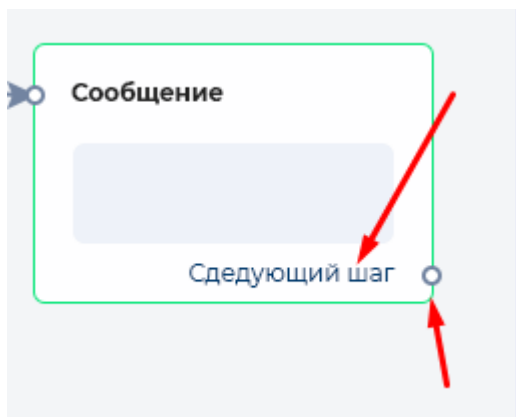 Сообщение
Сдедующий шаг